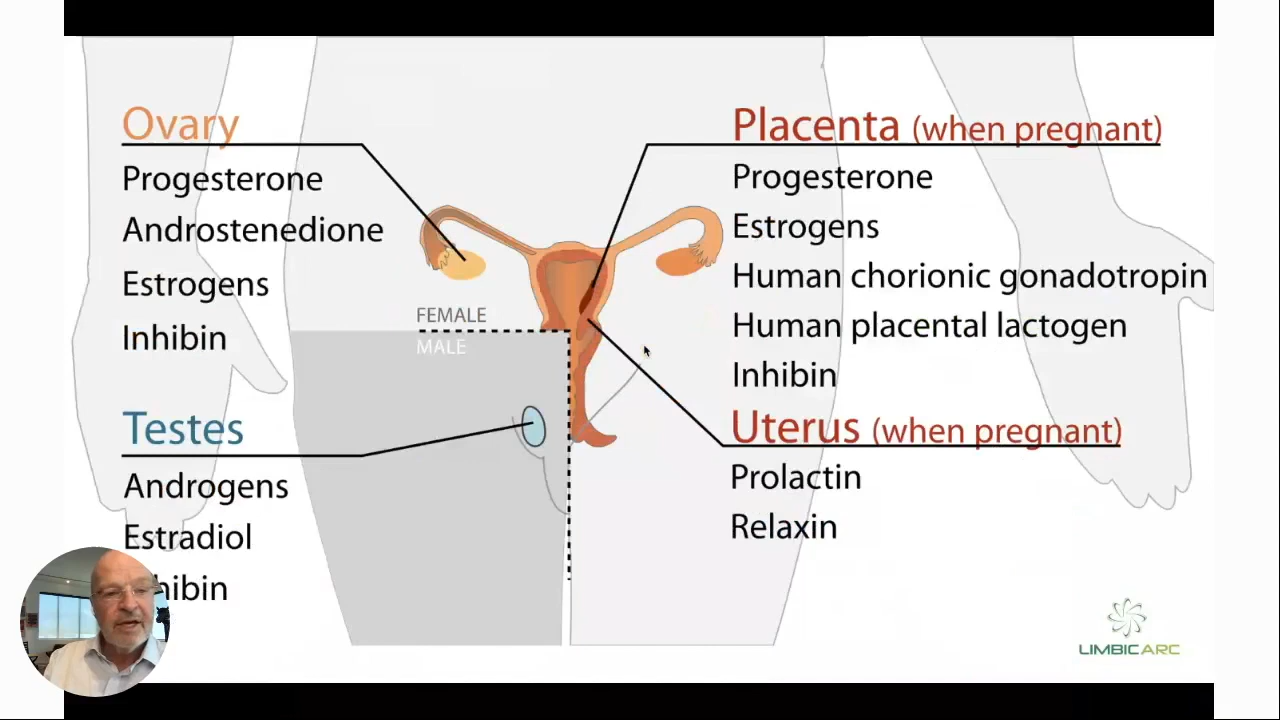 Ovary
Progesterone
Androstenedione
Estrogens
Inhibin
Testes
Androgens
Estradiol
hibin
FEMALE
MALE
Placenta (when pregnant)
Progesterone
Estrogens
Human chorionic gonadotropin
Human placental lactogen
Inhibin
Uterus (when pregnant)
Prolactin
Relaxin
LIMBIC ARC